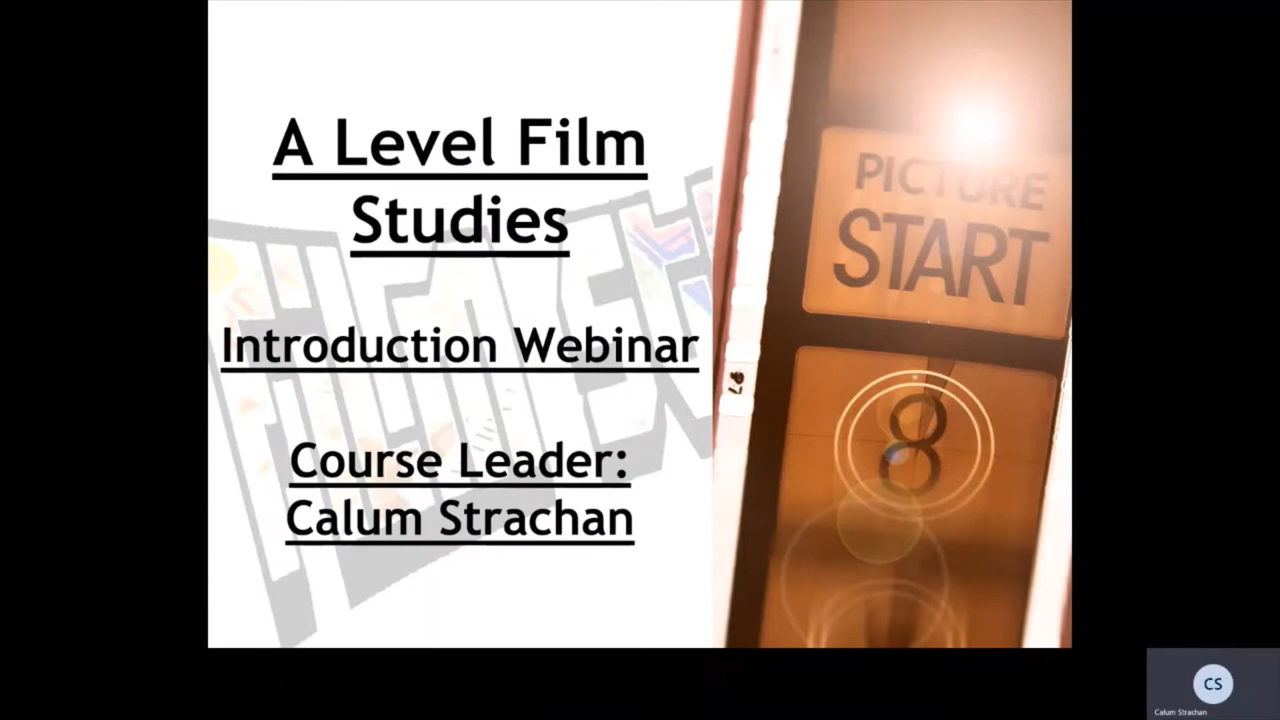 A Level Film
Studies
Introduction Webinar
Course Leader:
Calum Strachan
PICTURE
START
8
CS
Calum Strachan